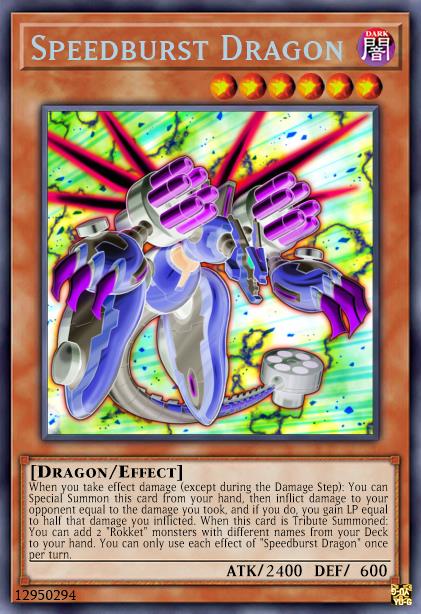 SPEEDBURST DRAGON
DARK
闇
[DRAGON/EFFECT]
When you take effect damage (except during the Damage Step): You can
Special Summon this card from your hand, then inflict damage to your
opponent equal to the damage you took, and if you do, you gain LP equal
to half that damage you inflicted. When this card is Tribute Summoned:
You can add 2 "Rokket" monsters with different names from your Deck
to your hand. You can only use each effect of "Speedburst Dragon" once
per turn.
ATK/2400 DEF/ 600
12950294